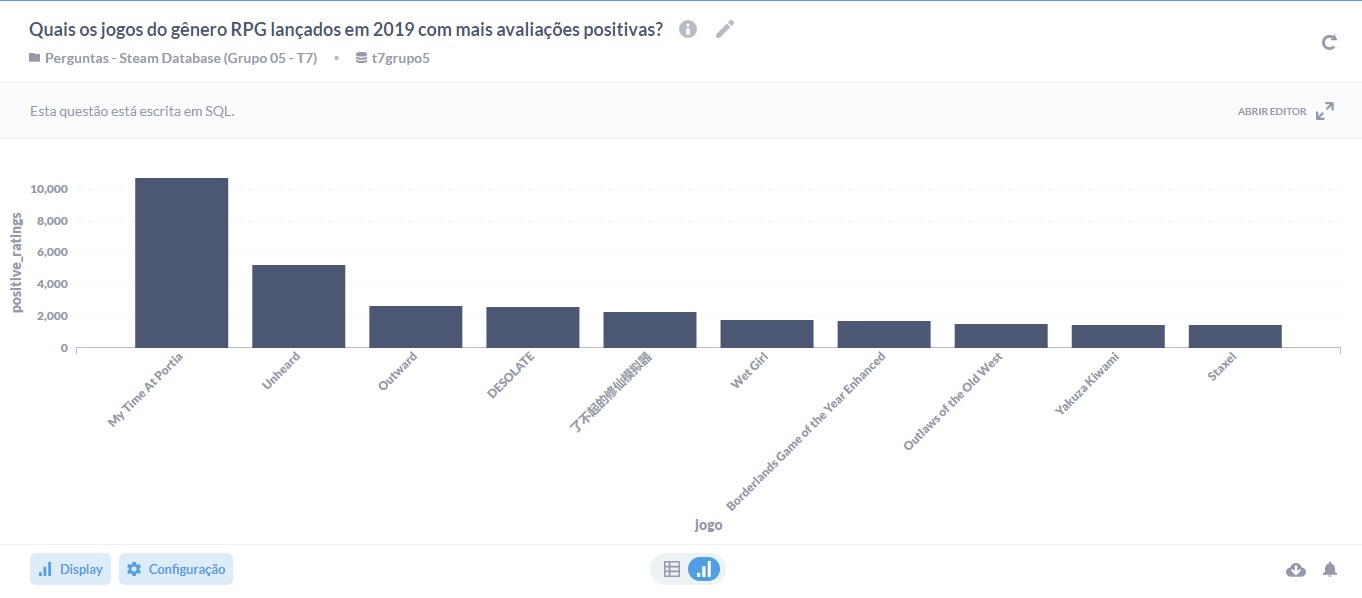 Quais os jogos do gênero RPG lançados em 2019 com mais avaliações positivas?
Perguntas - Steam Database (Grupo 05 - T7) • t7grupo5
Esta questão está escrita em SQL.
ABRIR EDITOR
positive_ratings
10,000
8,000
6,000
4,000
2,000
0
My Time At Portia
Unheard
Outward
DESOLATE
了不起的修仙模拟器
Wet Girl
Borderlands Game of the Year Enhanced
Outlaws of the Old West
Yakuza Kiwami
Staxel
jogo
Display
Configuração